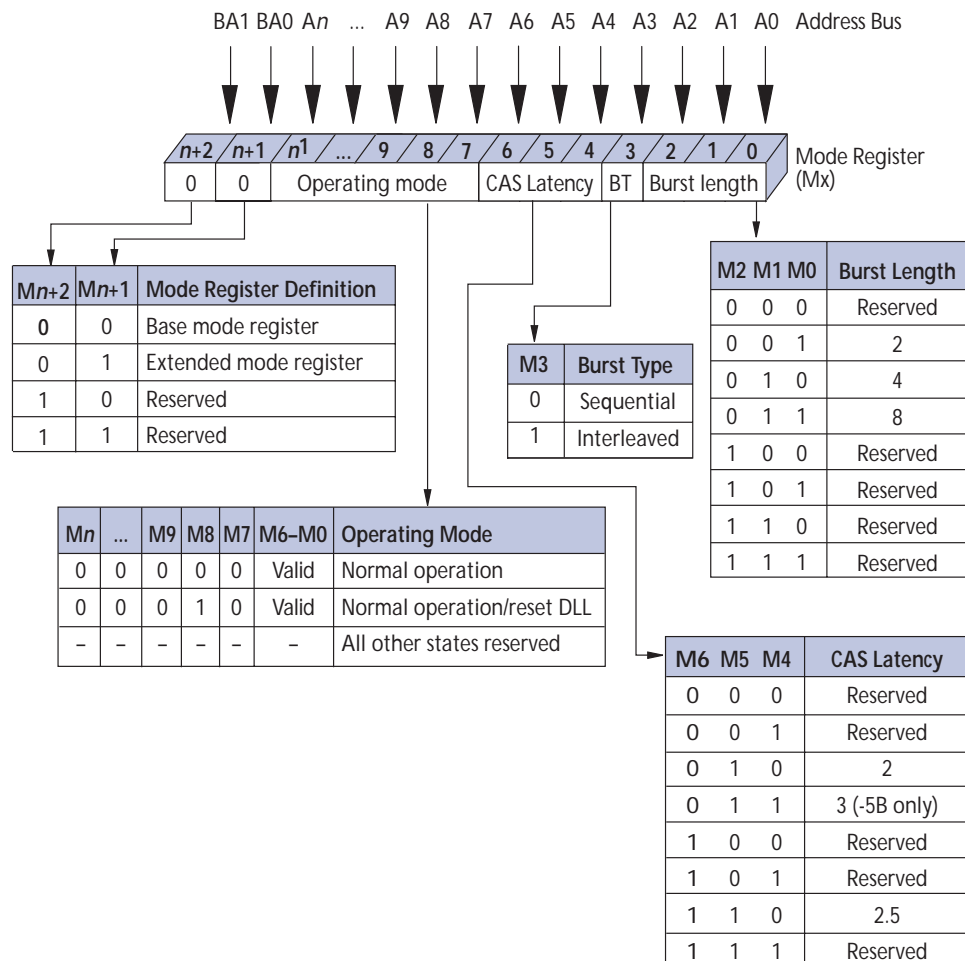 BA1 BA0 An ... A9 A8 A7 A6 A5 A4 A3 A2 A1 A0 Address Bus
n+2 n+1 n1 ... 9 8 7 6 5 4 3 2 1 0
Mode Register
(Mx)
0 0 Operating mode CAS Latency BT Burst length
Mn+2 Mn+1 Mode Register Definition
0 0 Base mode register
0 1 Extended mode register
1 0 Reserved
1 1 Reserved
M3 Burst Type
0 Sequential
1 Interleaved
M2 M1 M0 Burst Length
0 0 0 Reserved
0 0 1 2
0 1 0 4
0 1 1 8
1 0 0 Reserved
1 0 1 Reserved
1 1 0 Reserved
1 1 1 Reserved
Mn ... M9 M8 M7 M6–M0 Operating Mode
0 0 0 0 0 Valid Normal operation
0 0 0 1 0 Valid Normal operation/reset DLL
– – – – – – All other states reserved
M6 M5 M4 CAS Latency
0 0 0 Reserved
0 0 1 Reserved
0 1 0 2
0 1 1 3 (-5B only)
1 0 0 Reserved
1 0 1 Reserved
1 1 0 2.5
1 1 1 Reserved